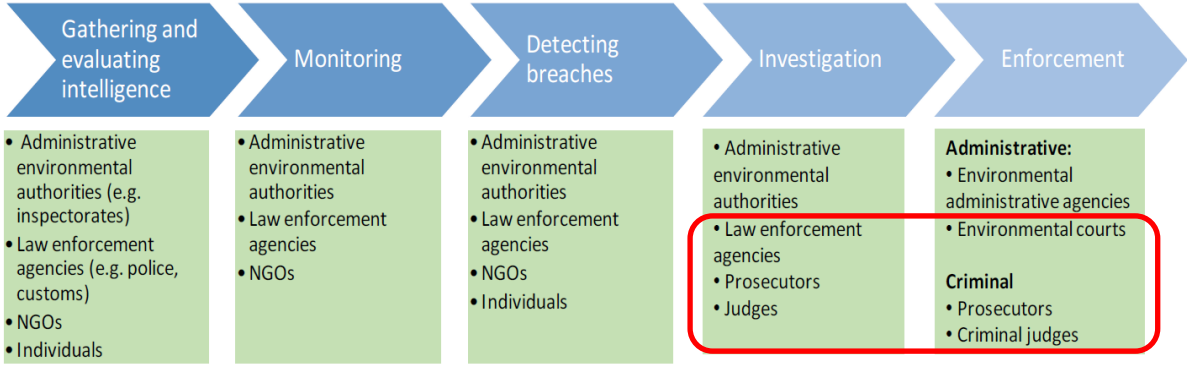 Gathering and
evaluating
intelligence
Monitoring
Detecting
breaches
Investigation
Enforcement
• Administrative
environmental
authorities (e.g.
inspectorates)
• Law enforcement
agencies (e.g. police,
customs)
• NGOs
• Individuals
• Administrative
environmental
authorities
• Law enforcement
agencies
• NGOs
• Administrative
environmental
authorities
• Law enforcement
agencies
• NGOs
• Individuals
• Administrative
environmental
authorities
• Law enforcement
agencies
• Prosecutors
• Judges
Administrative:
• Environmental
administrative agencies
• Environmental courts
Criminal
• Prosecutors
• Criminal judges